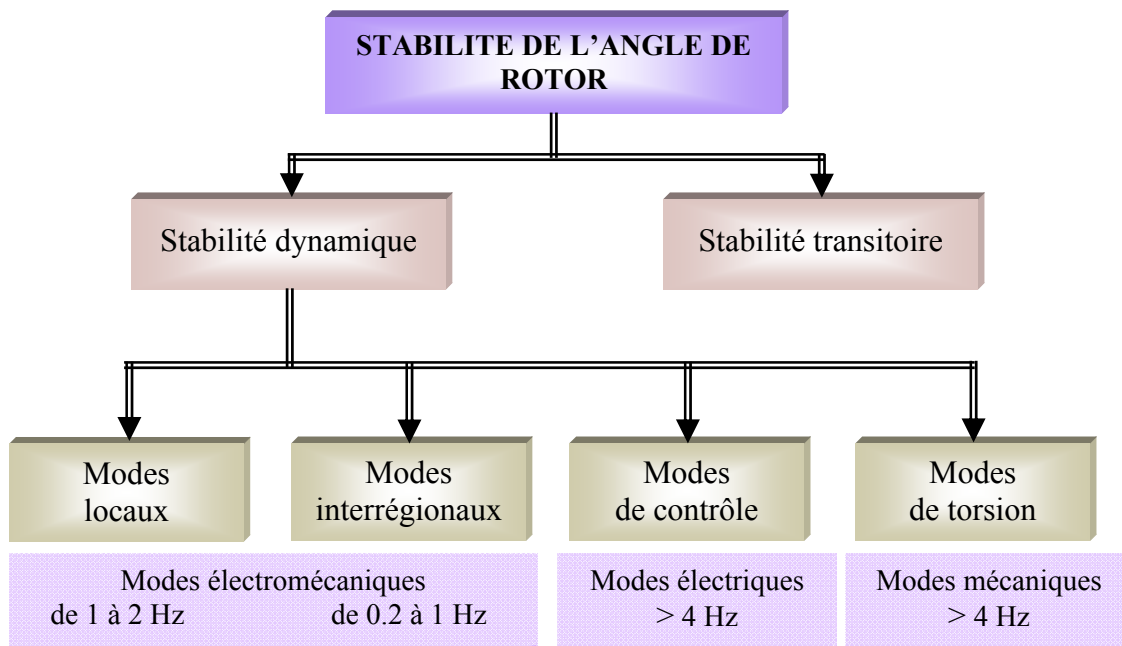 STABILITE DE L’ANGLE DE
ROTOR
Stabilité dynamique
Stabilité transitoire
Modes
locaux
Modes
interrégionaux
Modes
de contrôle
Modes
de torsion
Modes électromécaniques
de 1 à 2 Hz
de 0.2 à 1 Hz
Modes électriques
> 4 Hz
Modes mécaniques
> 4 Hz